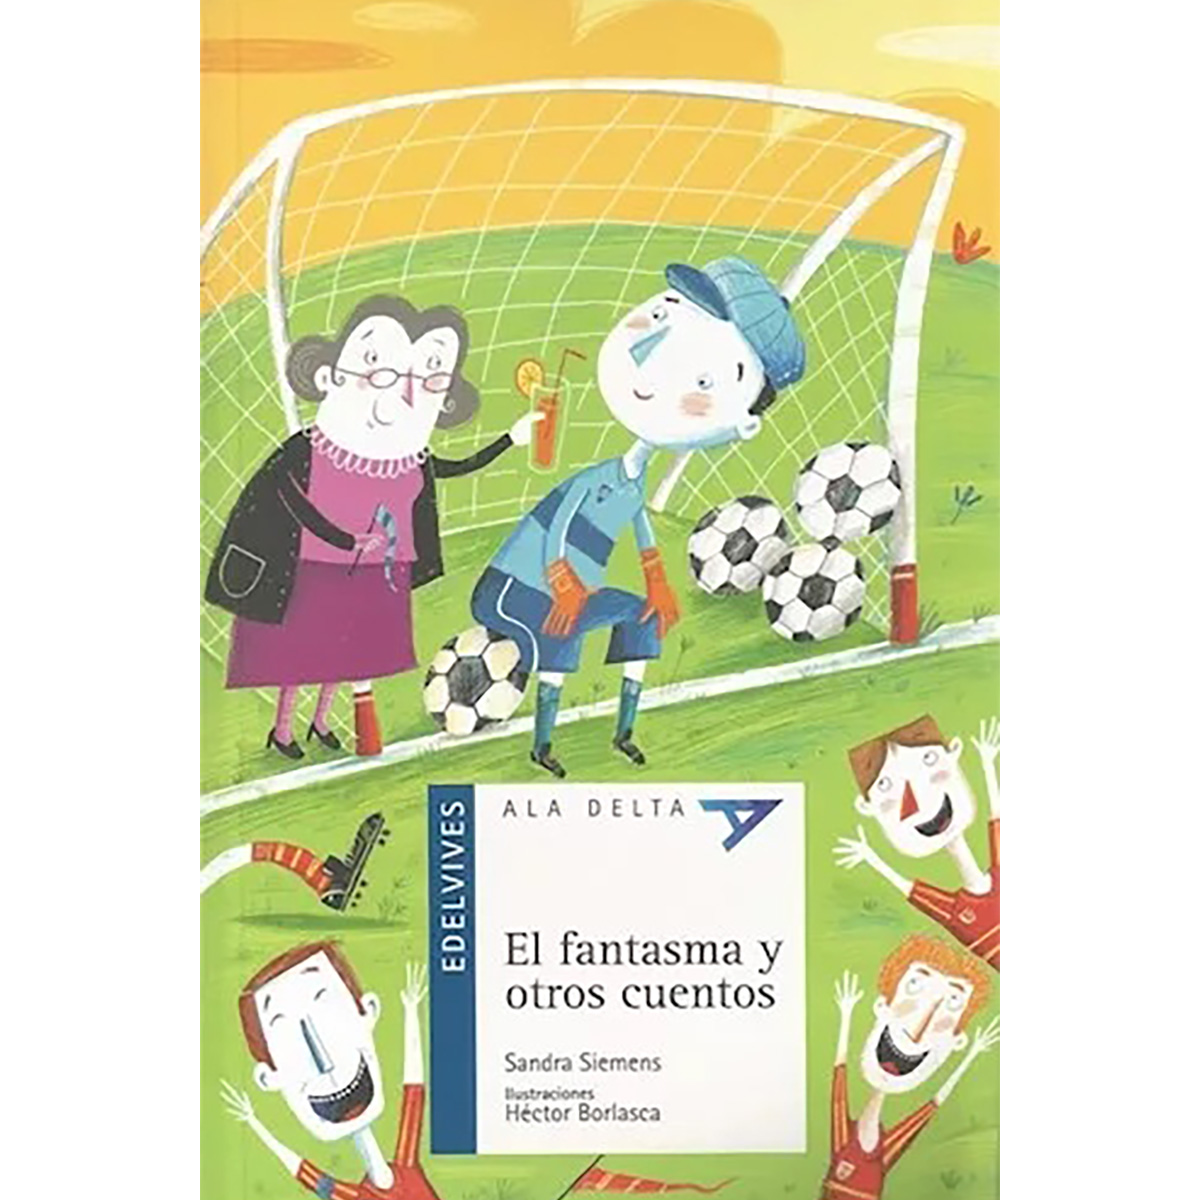 ALA DELTA
EDELVIVES
El fantasma y
otros cuentos
Sandra Siemens
Ilustraciones
Héctor Borlasca